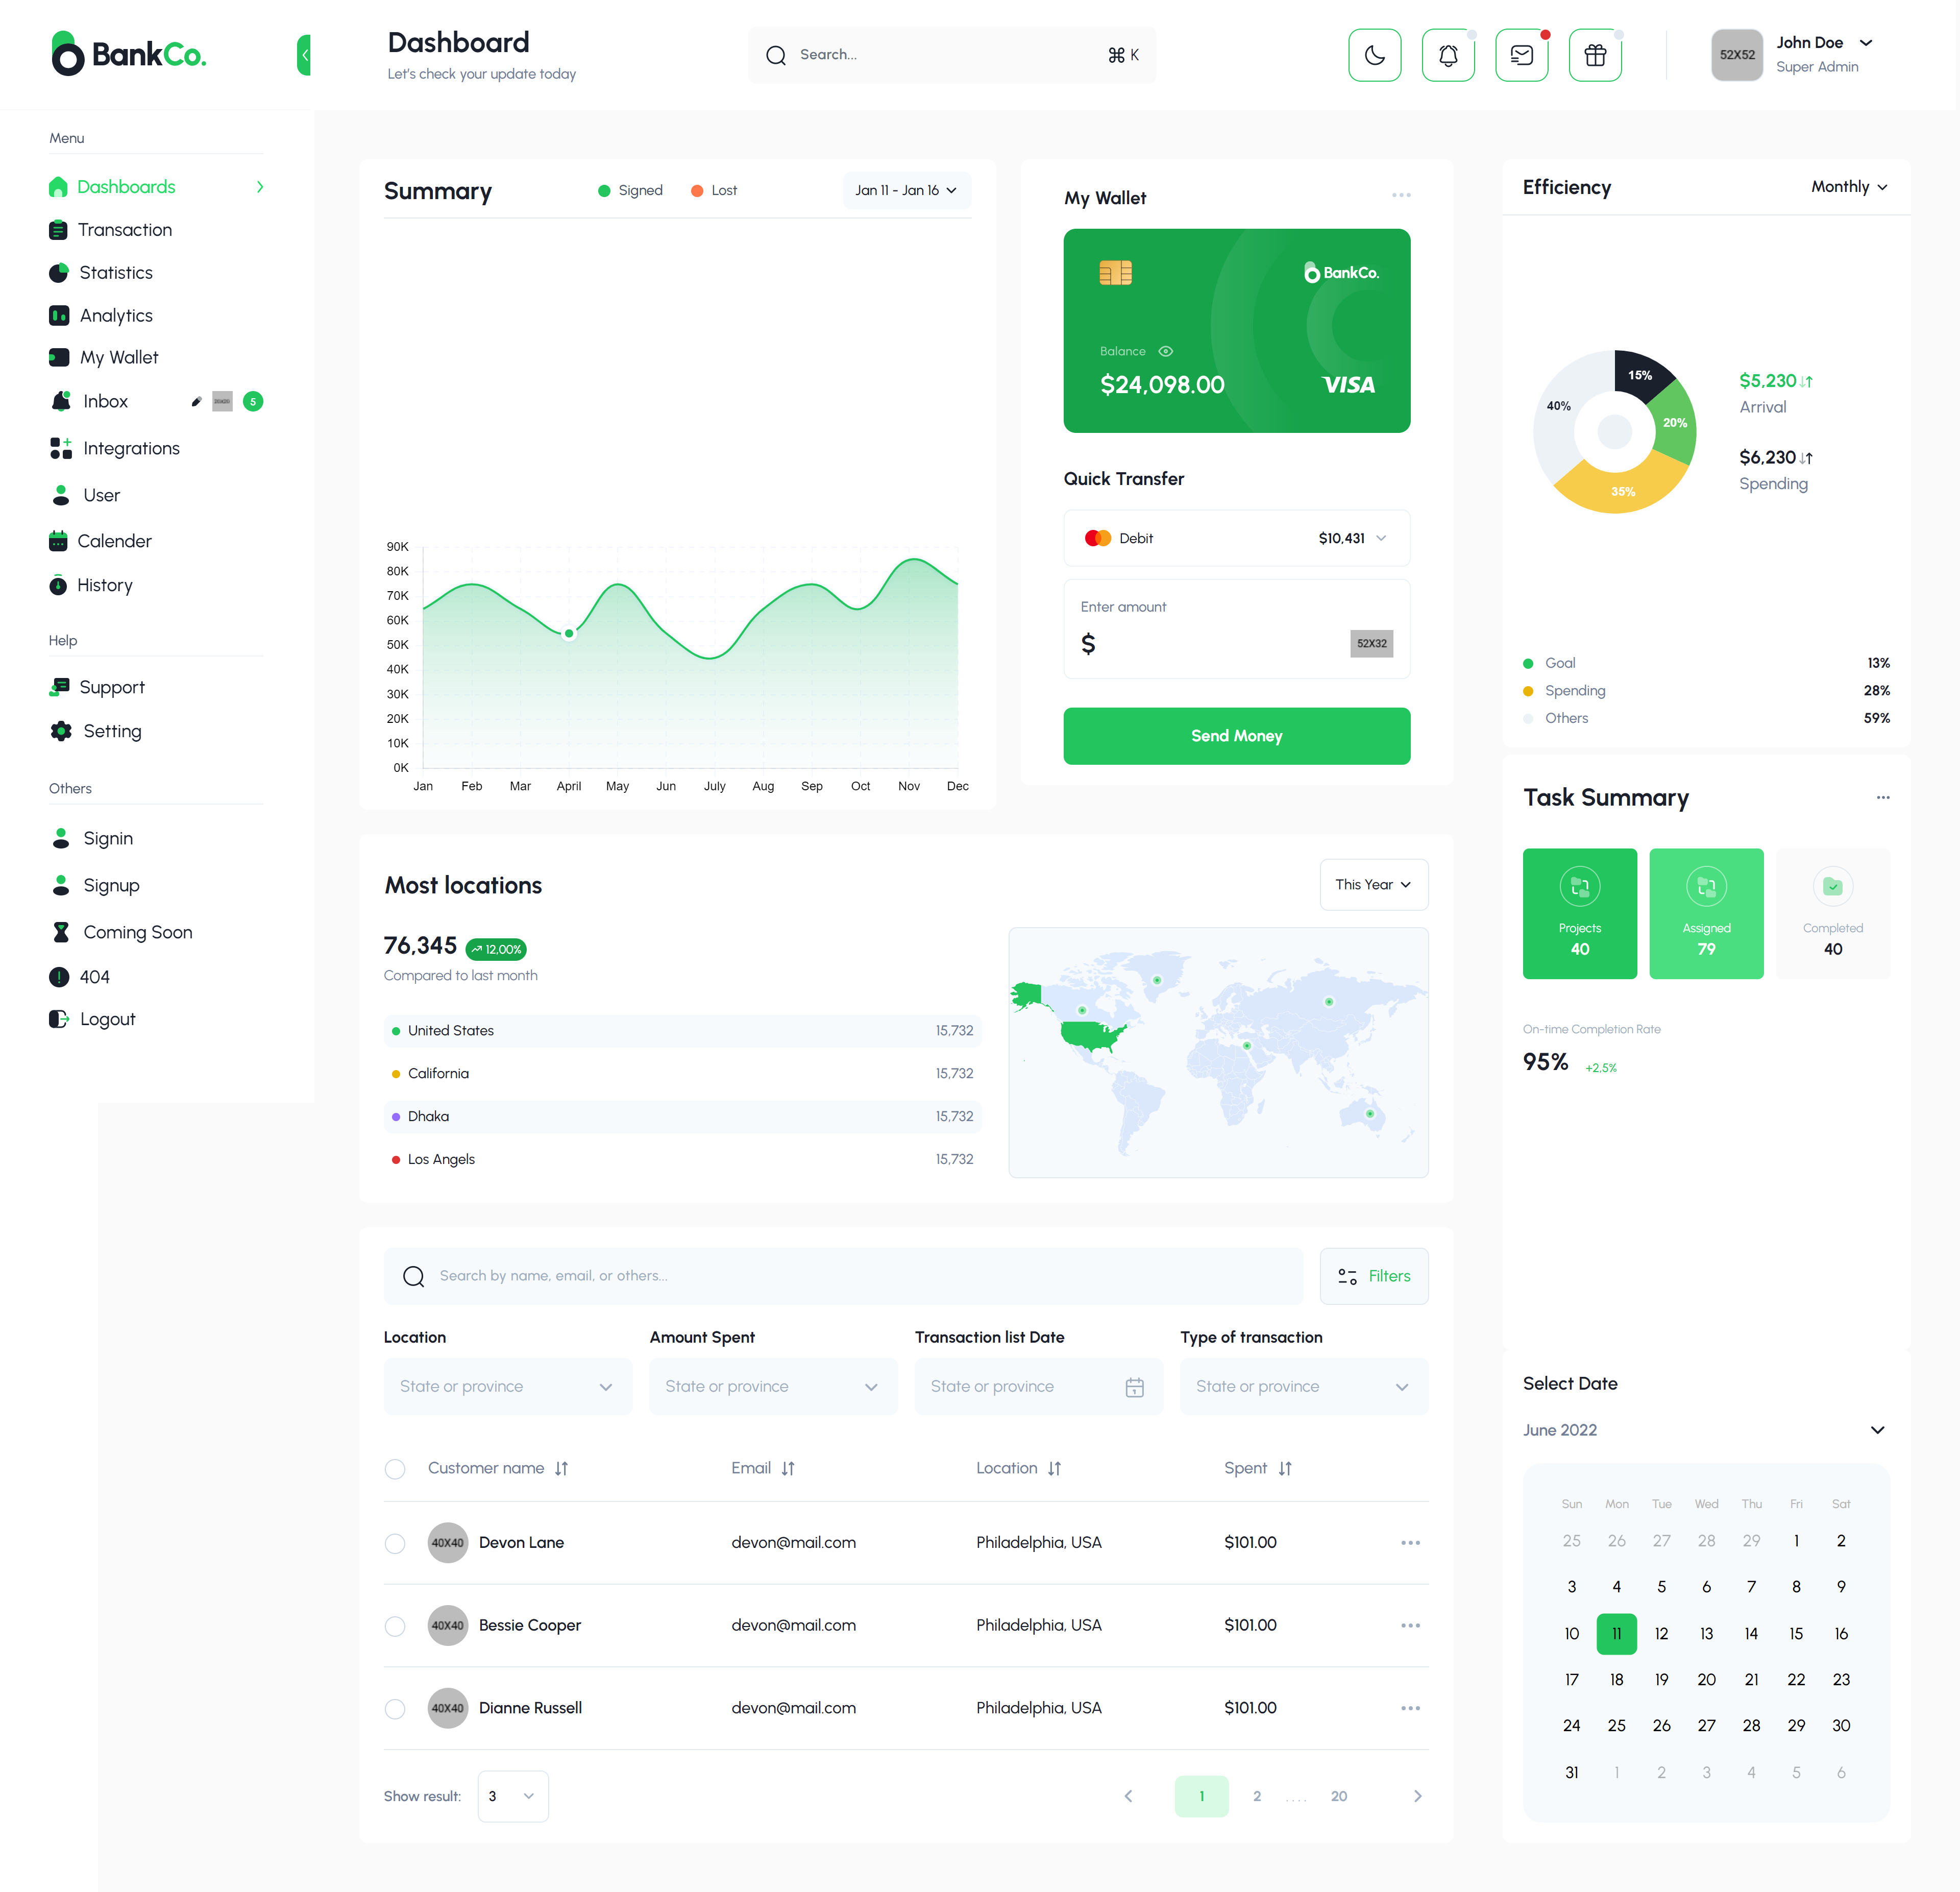 BankCo.
Dashboard
Let's check your update today
Search...
⌘ K
52X52
John Doe
Super Admin
Menu
Dashboards
Transaction
Statistics
Analytics
My Wallet
Inbox
20X20
5
Integrations
User
Calender
History
Help
Support
Setting
Others
Signin
Signup
Coming Soon
404
Logout
Summary
Signed
Lost
Jan 11 - Jan 16
90K
80K
70K
60K
50K
40K
30K
20K
10K
0K
Jan Feb Mar April May Jun July Aug Sep Oct Nov Dec
My Wallet
BankCo.
Balance
$24,098.00
VISA
Quick Transfer
Debit
$10,431
Enter amount
$
52X32
Send Money
Efficiency
Monthly
15%
20%
35%
40%
$5,230
Arrival
$6,230
Spending
Goal 13%
Spending 28%
Others 59%
Task Summary
Projects
40
Assigned
79
Completed
40
On-time Completion Rate
95% +2.5%
Most locations
This Year
76,345 12,00%
Compared to last month
United States 15,732
California 15,732
Dhaka 15,732
Los Angels 15,732
Search by name, email, or others...
Filters
Location Amount Spent Transaction list Date Type of transaction
State or province State or province State or province State or province
Customer name Email Location Spent
40X40 Devon Lane devon@mail.com Philadelphia, USA $101.00
40X40 Bessie Cooper devon@mail.com Philadelphia, USA $101.00
40X40 Dianne Russell devon@mail.com Philadelphia, USA $101.00
Show result: 3
1 2 .... 20
Select Date
June 2022
Sun Mon Tue Wed Thu Fri Sat
25 26 27 28 29 1 2
3 4 5 6 7 8 9
10 11 12 13 14 15 16
17 18 19 20 21 22 23
24 25 26 27 28 29 30
31 1 2 3 4 5 6